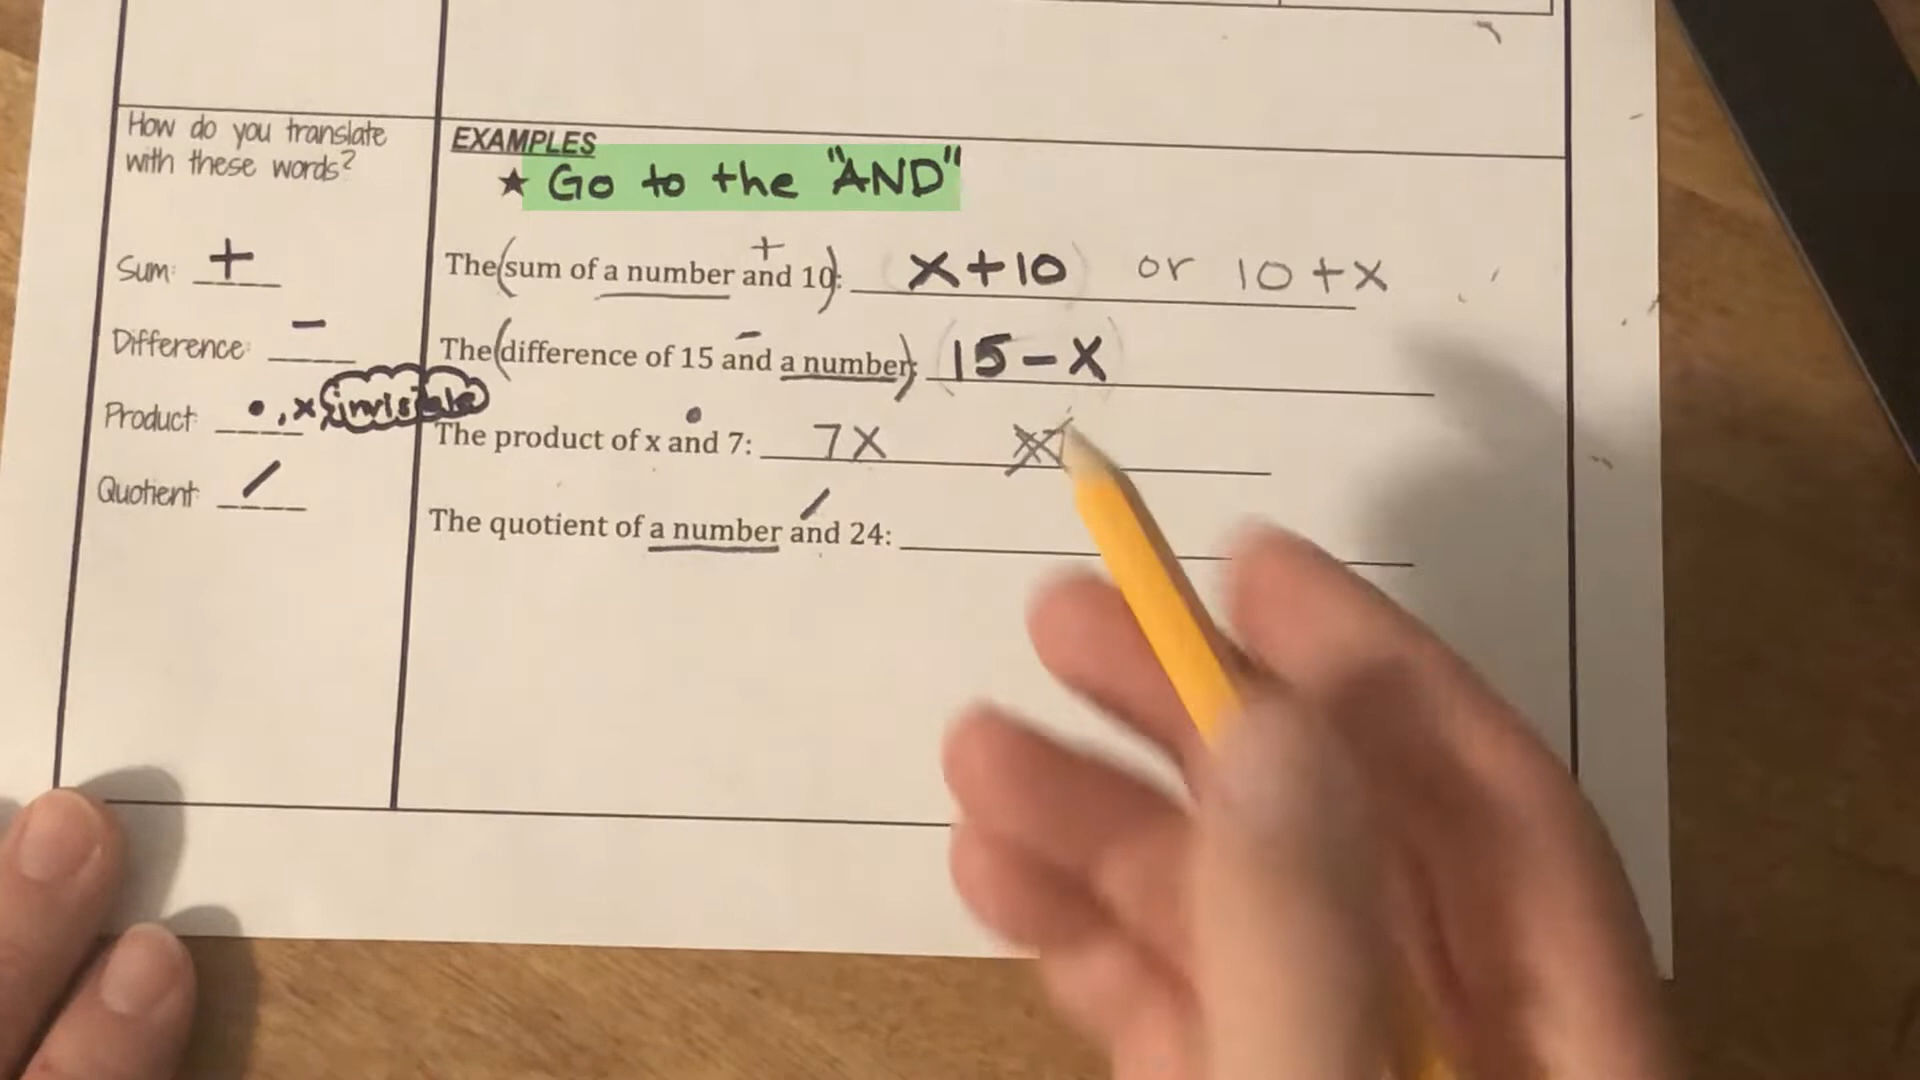 How do you translate
with these words?
Sum: +
Difference: −
Product: •, x, invisible
Quotient: /
EXAMPLES
★ Go to the "AND"
+
The (sum of a number and 10): x+10 or 10+x
−
The (difference of 15 and a number): 15−x
•
The product of x and 7: 7x
/
The quotient of a number and 24: